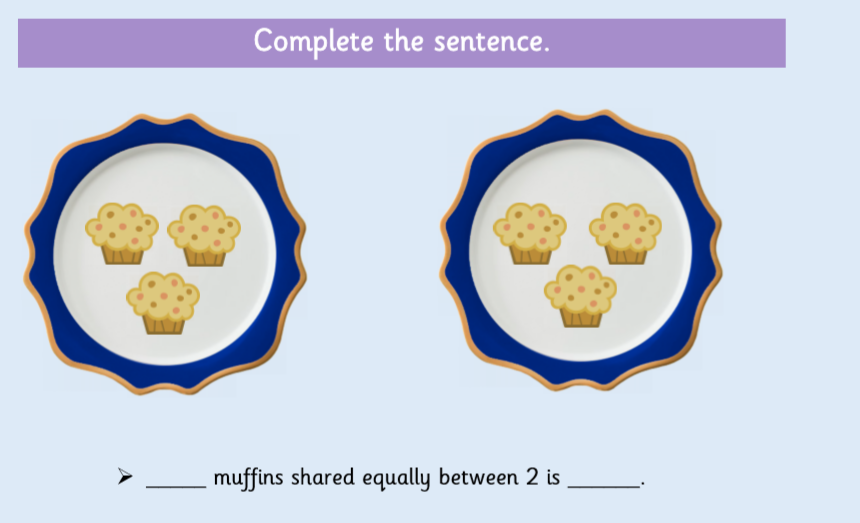 Complete the sentence.
➢ _____ muffins shared equally between 2 is ______.